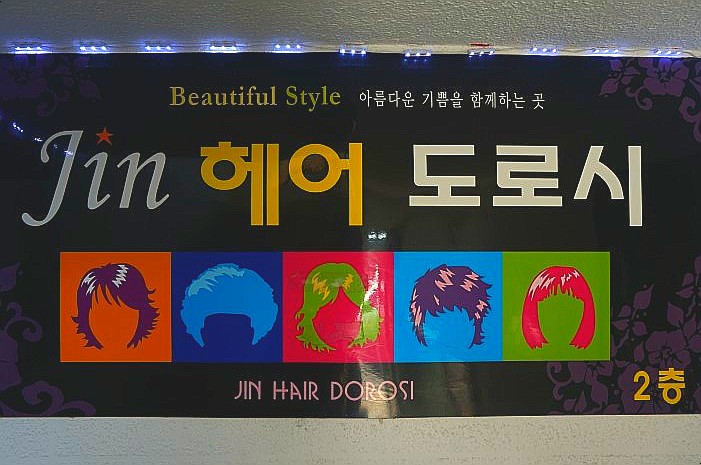 Beautiful Style 아름다운 기쁨을 함께하는 곳
Jin 헤어 도로시
JIN HAIR DOROSI
2층